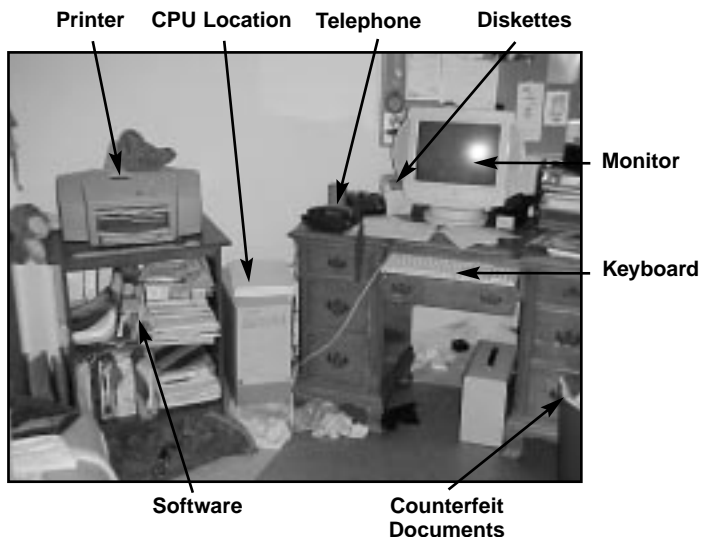 Printer CPU Location Telephone Diskettes
Monitor
Keyboard
Software
Counterfeit
Documents